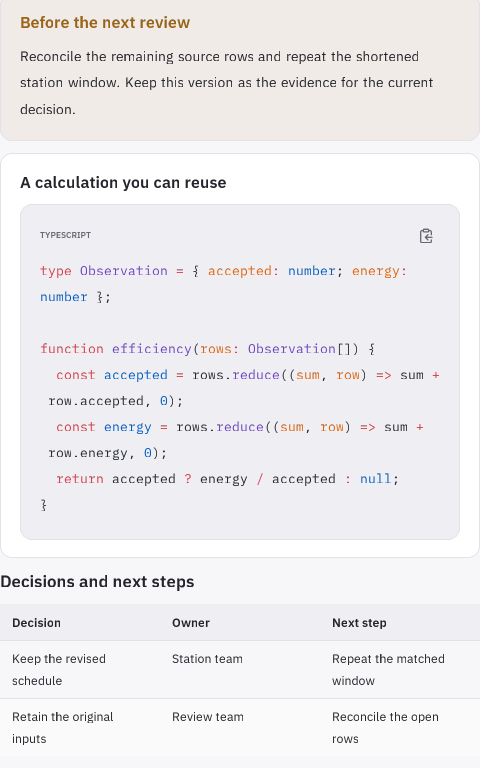 Before the next review
Reconcile the remaining source rows and repeat the shortened
station window. Keep this version as the evidence for the current
decision.
A calculation you can reuse
TYPESCRIPT
type Observation = { accepted: number; energy:
number };
function efficiency(rows: Observation[]) {
  const accepted = rows.reduce((sum, row) => sum +
row.accepted, 0);
  const energy = rows.reduce((sum, row) => sum +
row.energy, 0);
  return accepted ? energy / accepted : null;
}
Decisions and next steps
Decision Owner Next step
Keep the revised Station team Repeat the matched
schedule window
Retain the original Review team Reconcile the open
inputs rows